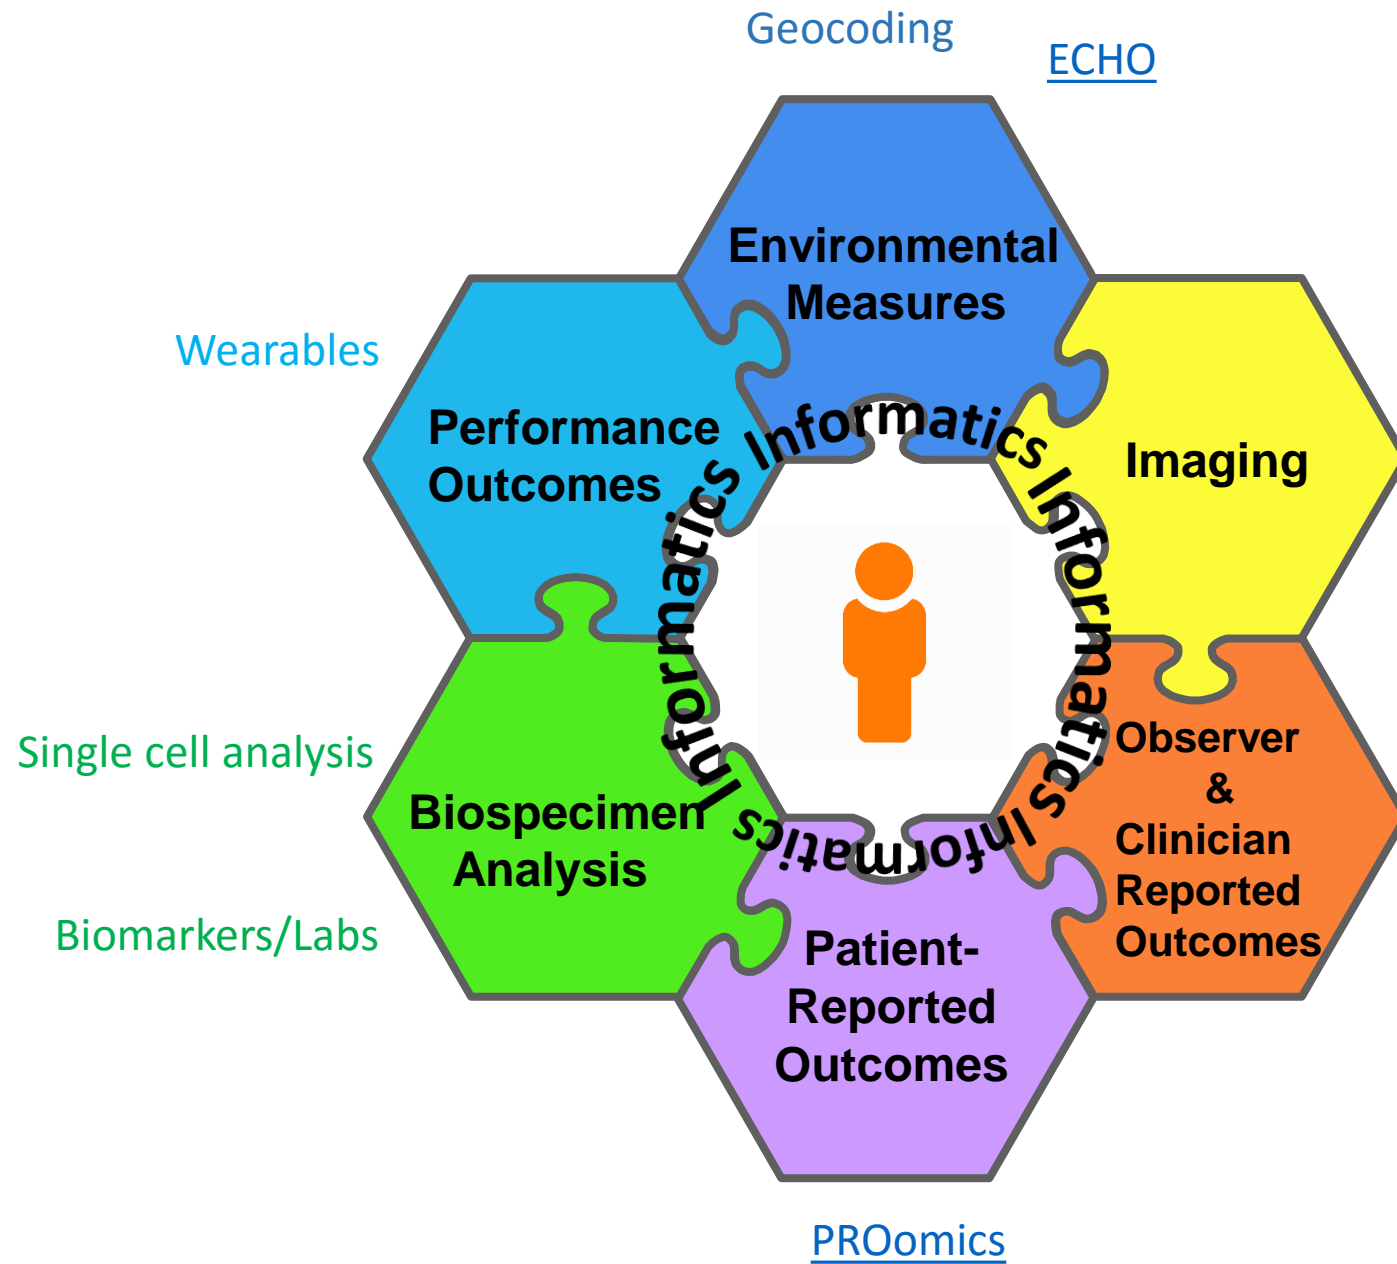 Geocoding
ECHO
Environmental
Measures
Wearables
Performance
Outcomes
Imaging
Informatics
Informatics
Informatics
Informatics
Informatics
Single cell analysis
Biospecimen
Analysis
Biomarkers/Labs
Observer
&
Clinician
Reported
Outcomes
Patient-
Reported
Outcomes
PROomics